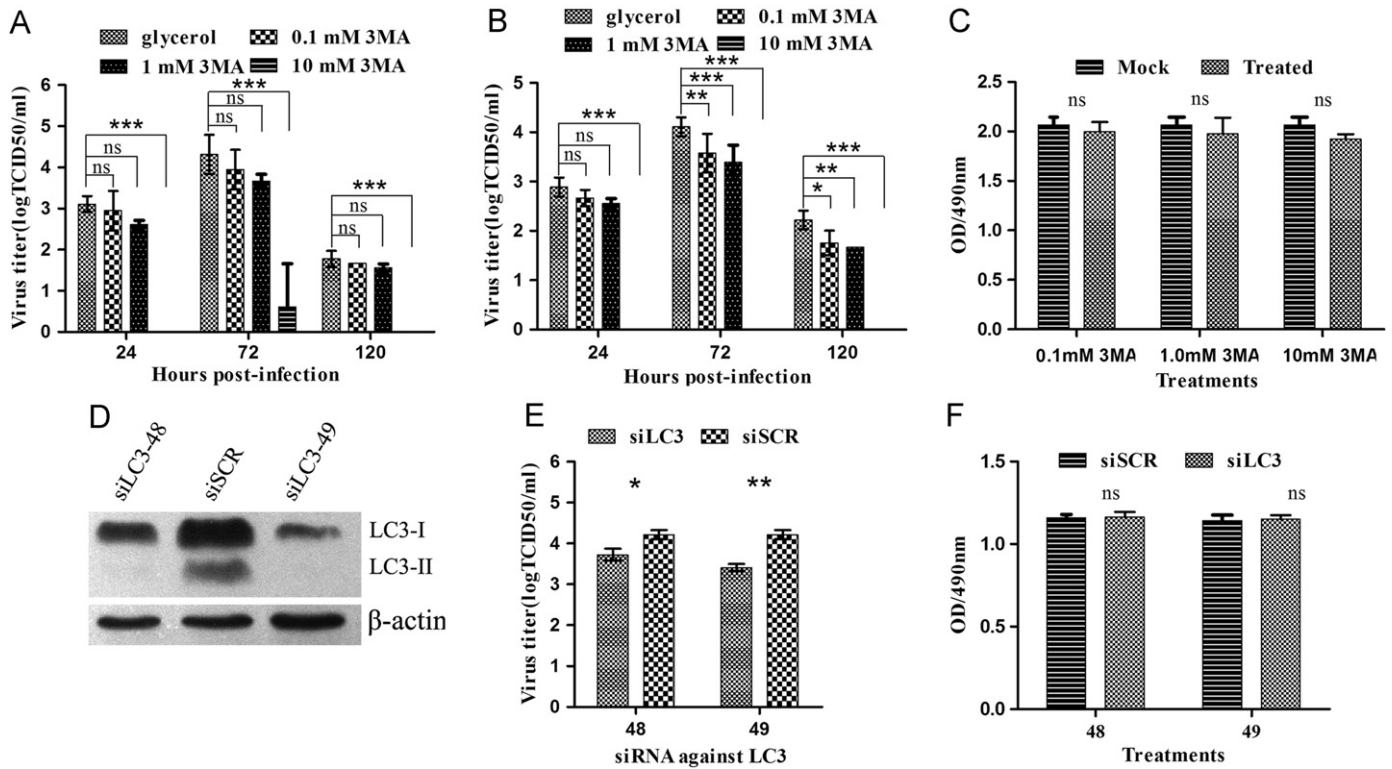 A
glycerol 0.1 mM 3MA
1 mM 3MA 10 mM 3MA
Virus titer(logTCID50/ml)
6
5
4
3
2
1
0
*** ns ns
*** ns ns
*** ns ns
24 72 120
Hours post-infection
B
glycerol 0.1 mM 3MA
1 mM 3MA 10 mM 3MA
Virus titer(logTCID50/ml)
5
4
3
2
1
0
*** ns ns
*** *** **
*** ** *
24 72 120
Hours post-infection
C
Mock Treated
OD/490nm
2.5
2.0
1.5
1.0
0.5
0.0
ns ns ns
0.1mM 3MA 1.0mM 3MA 10mM 3MA
Treatments
D
siLC3-48 siSCR siLC3-49
LC3-I
LC3-II
β-actin
E
siLC3 siSCR
Virus titer(logTCID50/ml)
6
5
4
3
2
1
0
* **
48 49
siRNA against LC3
F
siSCR siLC3
OD/490nm
1.5
1.0
0.5
0.0
ns ns
48 49
Treatments